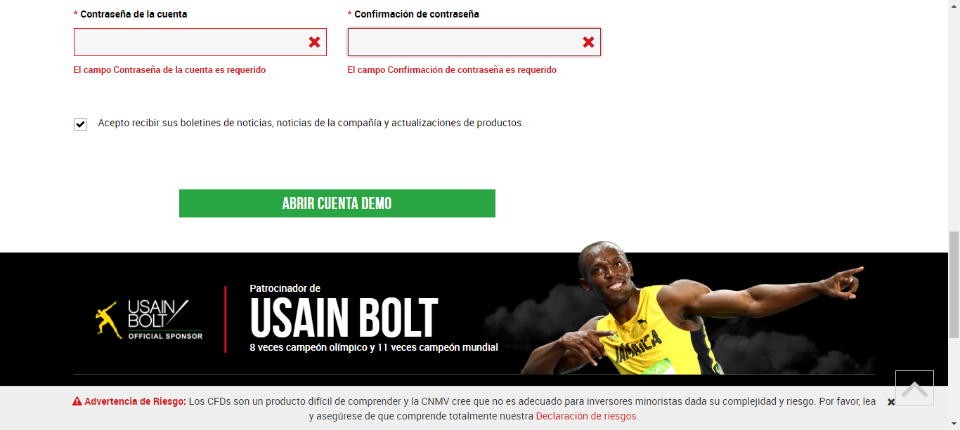 * Contraseña de la cuenta
* Confirmación de contraseña
El campo Contraseña de la cuenta es requerido
El campo Confirmación de contraseña es requerido
Acepto recibir sus boletines de noticias, noticias de la compañía y actualizaciones de productos.
ABRIR CUENTA DEMO
USAIN
BOLT
OFFICIAL SPONSOR
Patrocinador de
USAIN BOLT
8 veces campeón olímpico y 11 veces campeón mundial
JAMAICA
Advertencia de Riesgo: Los CFDs son un producto difícil de comprender y la CNMV cree que no es adecuado para inversores minoristas dada su complejidad y riesgo. Por favor, lea
y asegúrese de que comprende totalmente nuestra Declaración de riesgos.